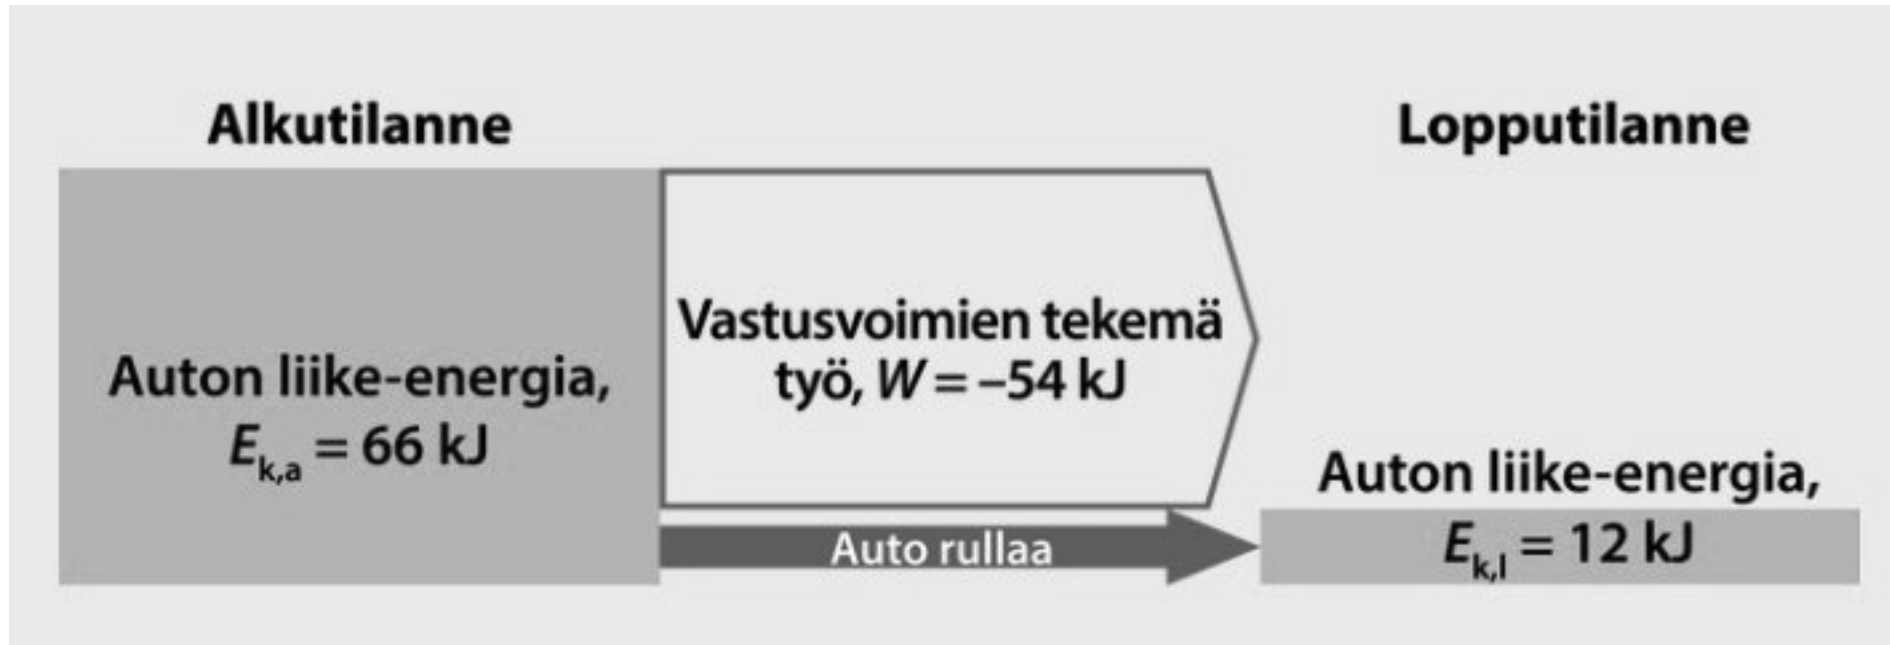 Alkutilanne
Lopputilanne
Auton liike-energia,
Ek,a = 66 kJ
Vastusvoimien tekemä
työ, W = –54 kJ
Auto rullaa
Auton liike-energia,
Ek,l = 12 kJ